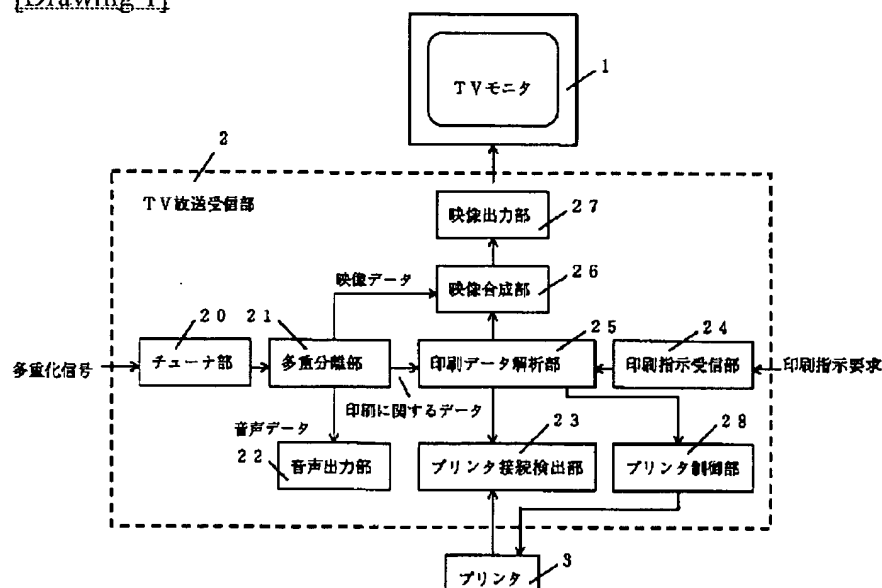 [Drawing 1]
1
TVモニタ
2
TV放送受信部
映像出力部
27
映像データ
映像合成部
26
20
21
25
24
多重化信号
チューナ部
多重分離部
印刷データ解析部
印刷指示受信部
印刷指示要求
印刷に関するデータ
音声データ
23
28
22
音声出力部
プリンタ接続検出部
プリンタ制御部
プリンタ
3